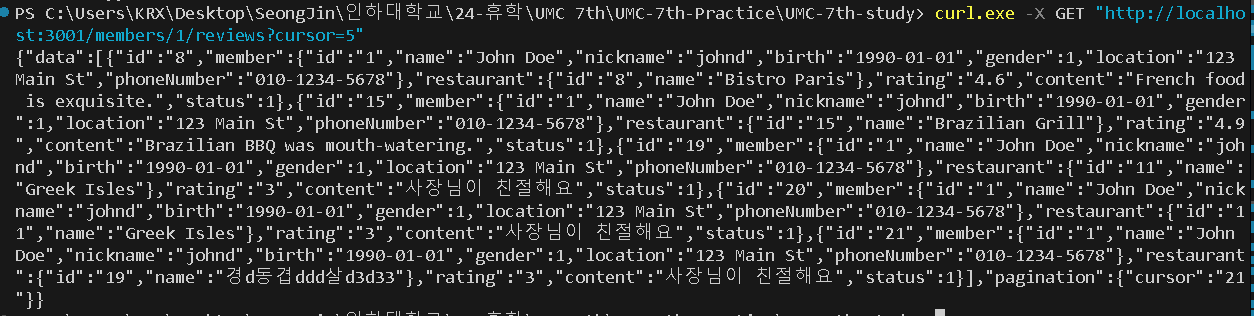 PS C:\Users\KRX\Desktop\SeongJin\인하대학교\24-휴학\UMC 7th\UMC-7th-Practice\UMC-7th-study> curl.exe -X GET "http://localho
st:3001/members/1/reviews?cursor=5"
{"data":[{"id":"8","member":{"id":"1","name":"John Doe","nickname":"johnd","birth":"1990-01-01","gender":1,"location":"123
Main St","phoneNumber":"010-1234-5678"},"restaurant":{"id":"8","name":"Bistro Paris"},"rating":"4.6","content":"French food
is exquisite.","status":1},{"id":"15","member":{"id":"1","name":"John Doe","nickname":"johnd","birth":"1990-01-01","gender
":1,"location":"123 Main St","phoneNumber":"010-1234-5678"},"restaurant":{"id":"15","name":"Brazilian Grill"},"rating":"4.9
","content":"Brazilian BBQ was mouth-watering.","status":1},{"id":"19","member":{"id":"1","name":"John Doe","nickname":"joh
nd","birth":"1990-01-01","gender":1,"location":"123 Main St","phoneNumber":"010-1234-5678"},"restaurant":{"id":"11","name":
"Greek Isles"},"rating":"3","content":"사장님이 친절해요","status":1},{"id":"20","member":{"id":"1","name":"John Doe","nick
name":"johnd","birth":"1990-01-01","gender":1,"location":"123 Main St","phoneNumber":"010-1234-5678"},"restaurant":{"id":"1
1","name":"Greek Isles"},"rating":"3","content":"사장님이 친절해요","status":1},{"id":"21","member":{"id":"1","name":"John
Doe","nickname":"johnd","birth":"1990-01-01","gender":1,"location":"123 Main St","phoneNumber":"010-1234-5678"},"restaurant
":{"id":"19","name":"경d동겹ddd살d3d33"},"rating":"3","content":"사장님이 친절해요","status":1}],"pagination":{"cursor":"21
"}}